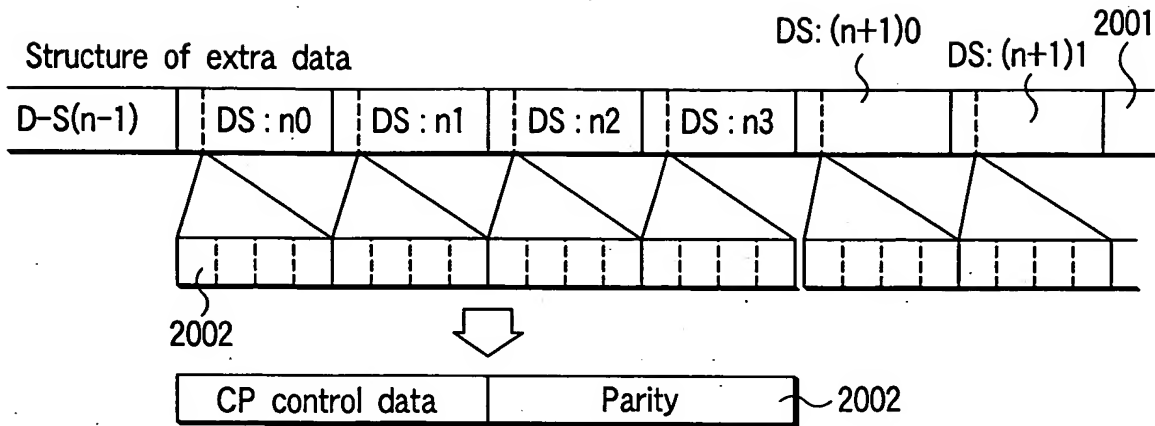 DS: (n+1)0
2001
Structure of extra data
DS: (n+1)1
D-S(n-1) DS : n0 DS : n1 DS : n2 DS : n3
2002
CP control data Parity 2002